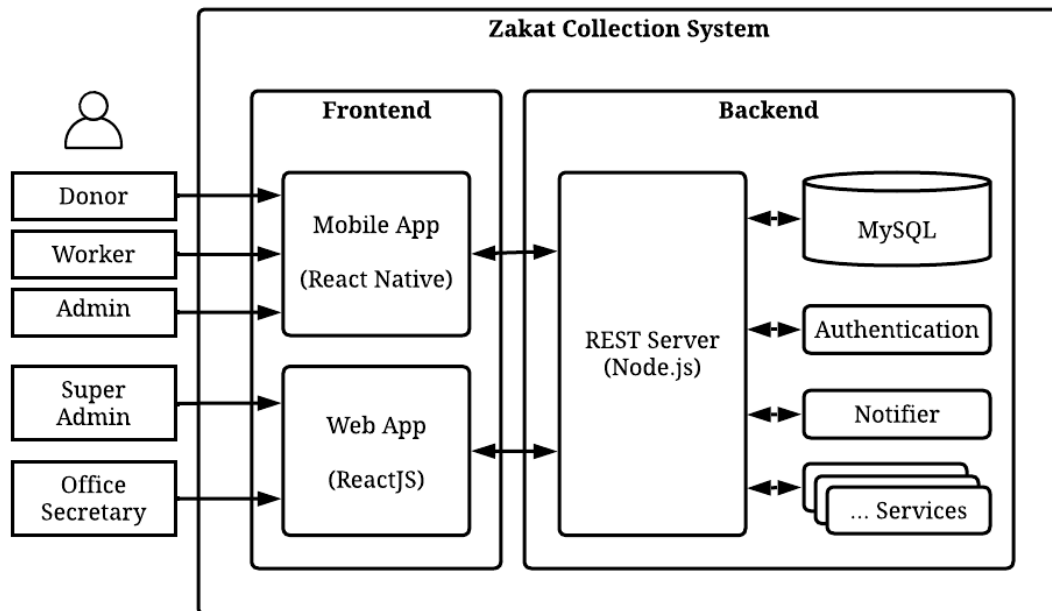 Zakat Collection System
Frontend
Backend
Donor
Worker
Admin
Super
Admin
Office
Secretary
Mobile App
(React Native)
Web App
(ReactJS)
REST Server
(Node.js)
MySQL
Authentication
Notifier
... Services